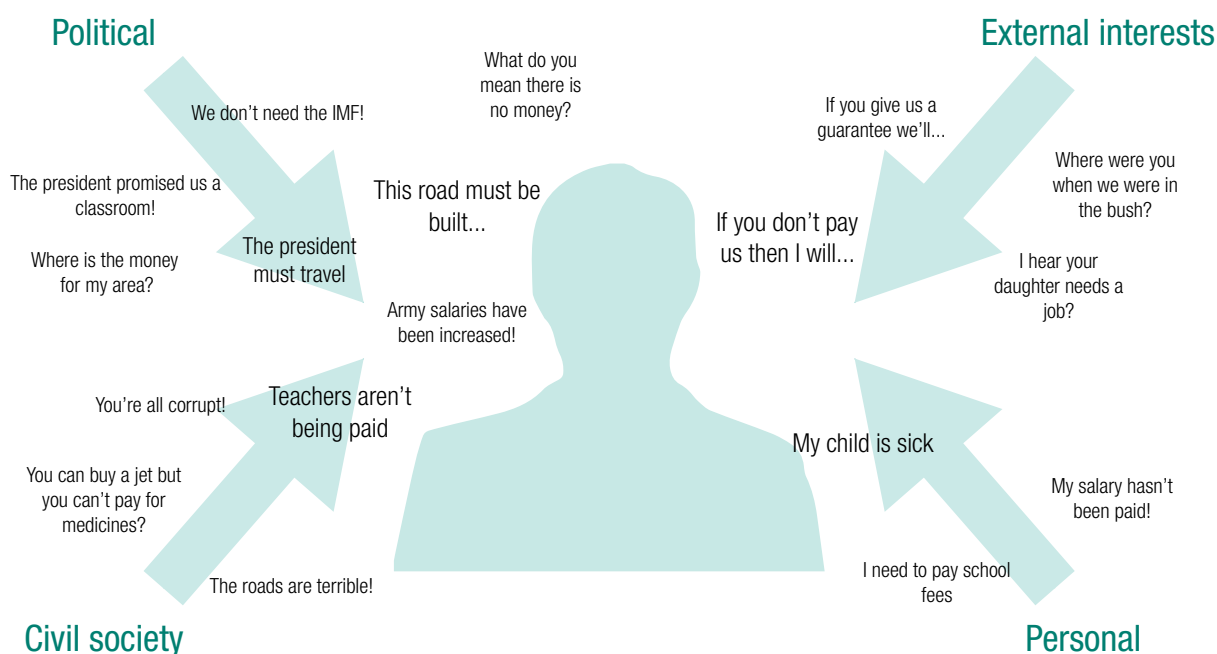 Political
External interests
What do you
mean there is
no money?
We don't need the IMF!
If you give us a
guarantee we'll...
The president promised us a
classroom!
This road must be
built...
If you don't pay
us then I will...
Where were you
when we were in
the bush?
Where is the money
for my area?
The president
must travel
I hear your
daughter needs a
job?
Army salaries have
been increased!
You're all corrupt!
Teachers aren't
being paid
My child is sick
You can buy a jet but
you can't pay for
medicines?
My salary hasn't
been paid!
The roads are terrible!
I need to pay school
fees
Civil society
Personal